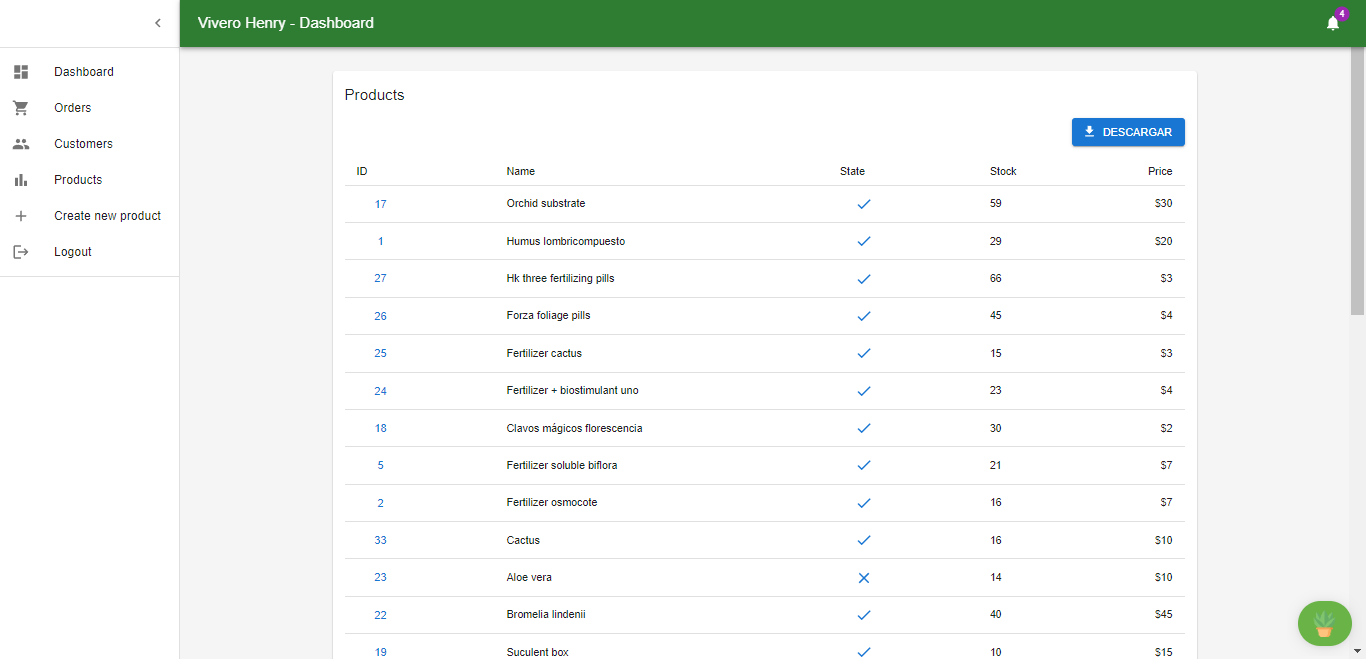 Vivero Henry - Dashboard
4
Dashboard
Orders
Customers
Products
Create new product
Logout
Products
DESCARGAR
ID Name State Stock Price
17 Orchid substrate 59 $30
1 Humus lombricompuesto 29 $20
27 Hk three fertilizing pills 66 $3
26 Forza foliage pills 45 $4
25 Fertilizer cactus 15 $3
24 Fertilizer + biostimulant uno 23 $4
18 Clavos mágicos florescencia 30 $2
5 Fertilizer soluble biflora 21 $7
2 Fertilizer osmocote 16 $7
33 Cactus 16 $10
23 Aloe vera 14 $10
22 Bromelia lindenii 40 $45
19 Suculent box 10 $15